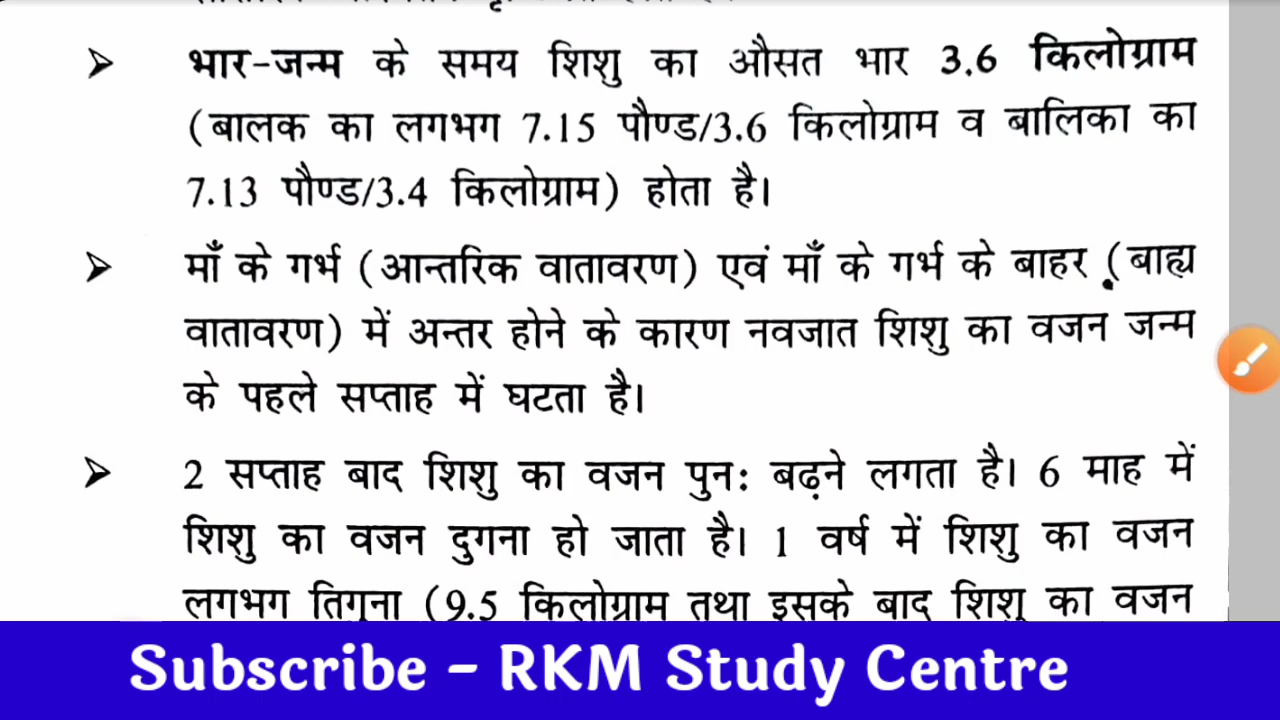 भार-जन्म के समय शिशु का औसत भार 3.6 किलोग्राम
(बालक का लगभग 7.15 पौण्ड/3.6 किलोग्राम व बालिका का
7.13 पौण्ड/3.4 किलोग्राम) होता है।
माँ के गर्भ (आन्तरिक वातावरण) एवं माँ के गर्भ के बाहर (बाह्य
वातावरण) में अन्तर होने के कारण नवजात शिशु का वजन जन्म
के पहले सप्ताह में घटता है।
2 सप्ताह बाद शिशु का वजन पुनः बढ़ने लगता है। 6 माह में
शिशु का वजन दुगना हो जाता है। 1 वर्ष में शिशु का वजन
लगभग तिगुना (9.5 किलोग्राम तथा इसके बाद शिशु का वजन
Subscribe - RKM Study Centre